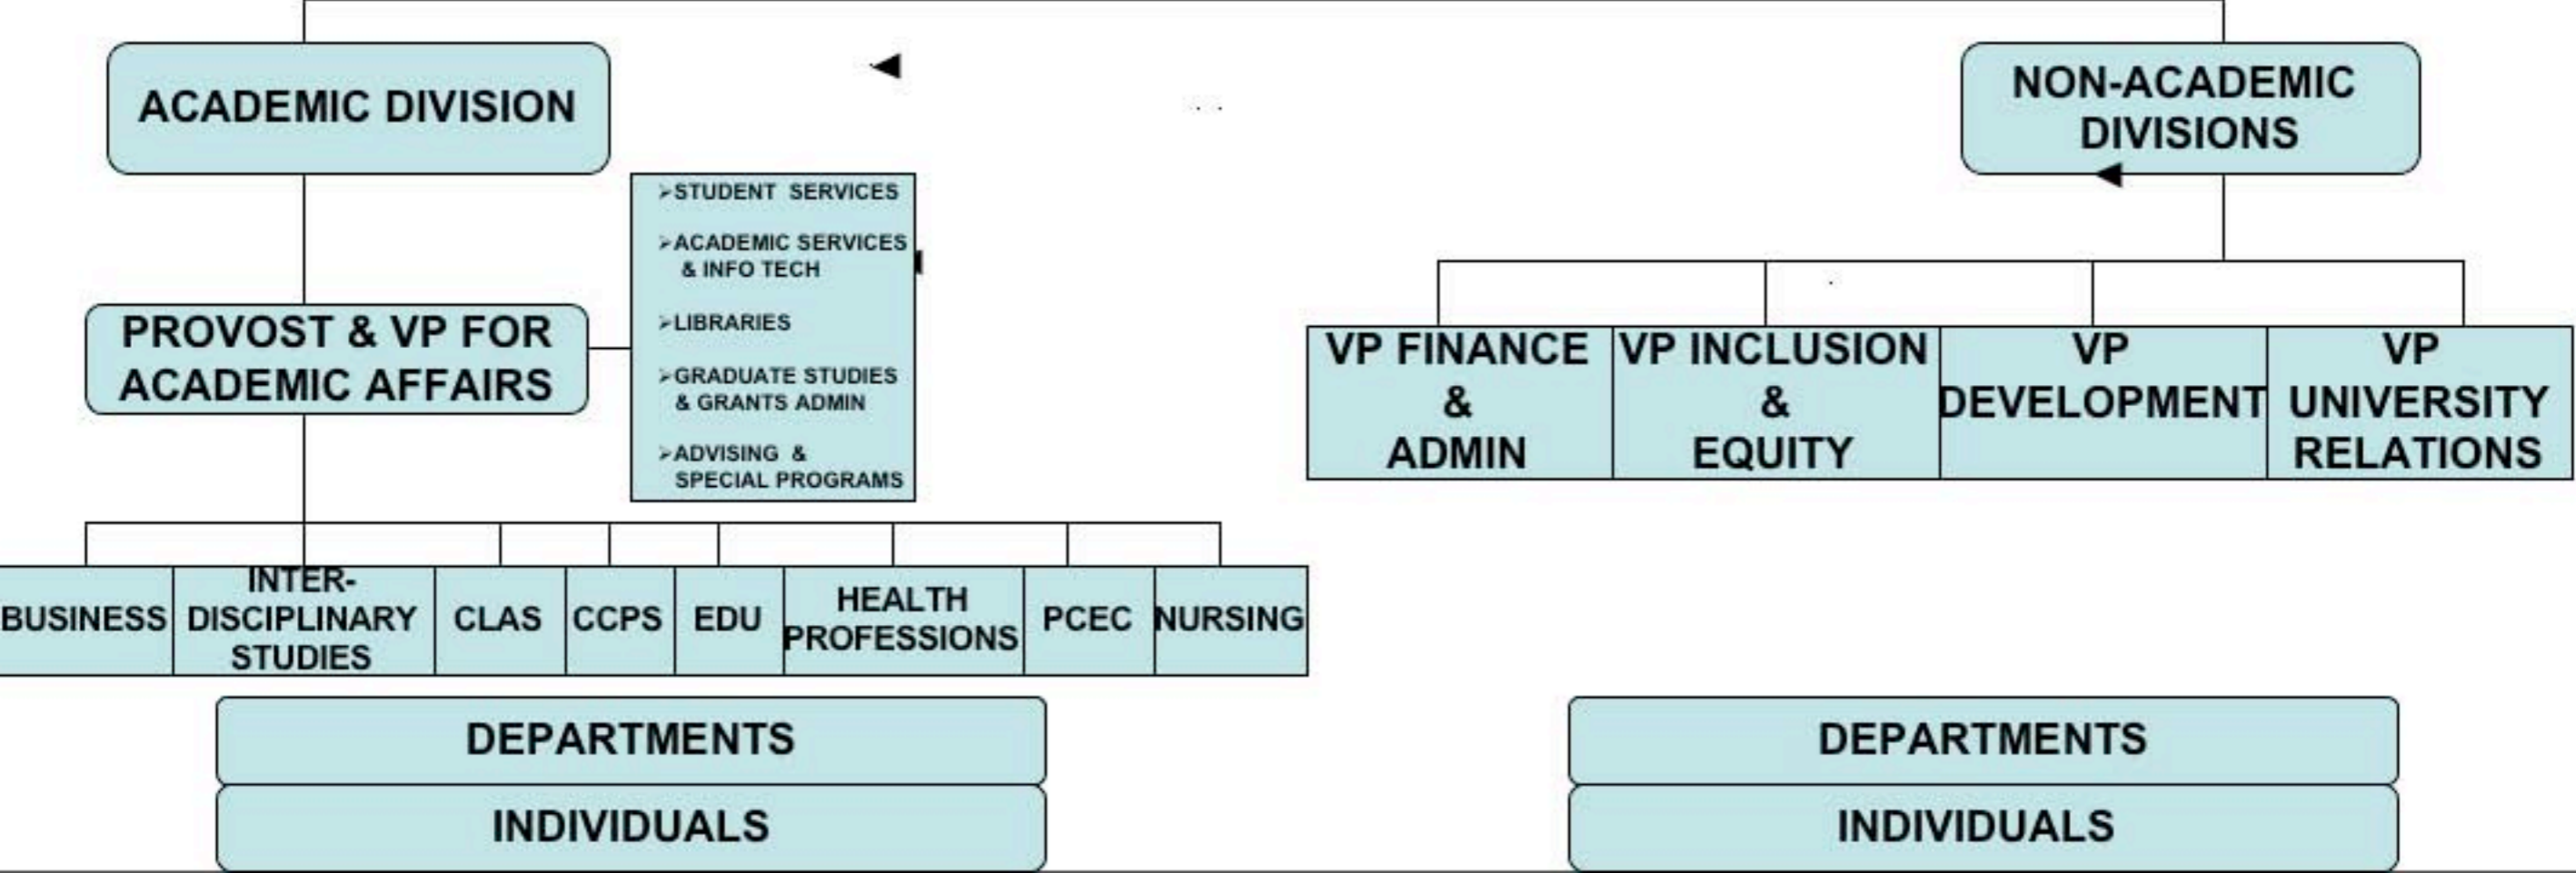 ACADEMIC DIVISION
NON-ACADEMIC
DIVISIONS
➢STUDENT SERVICES
➢ACADEMIC SERVICES
& INFO TECH
➢LIBRARIES
➢GRADUATE STUDIES
& GRANTS ADMIN
➢ADVISING &
SPECIAL PROGRAMS
PROVOST & VP FOR
ACADEMIC AFFAIRS
VP FINANCE
&
ADMIN
VP INCLUSION
&
EQUITY
VP
DEVELOPMENT
VP
UNIVERSITY
RELATIONS
BUSINESS
INTER-
DISCIPLINARY
STUDIES
CLAS
CCPS
EDU
HEALTH
PROFESSIONS
PCEC
NURSING
DEPARTMENTS
INDIVIDUALS
DEPARTMENTS
INDIVIDUALS